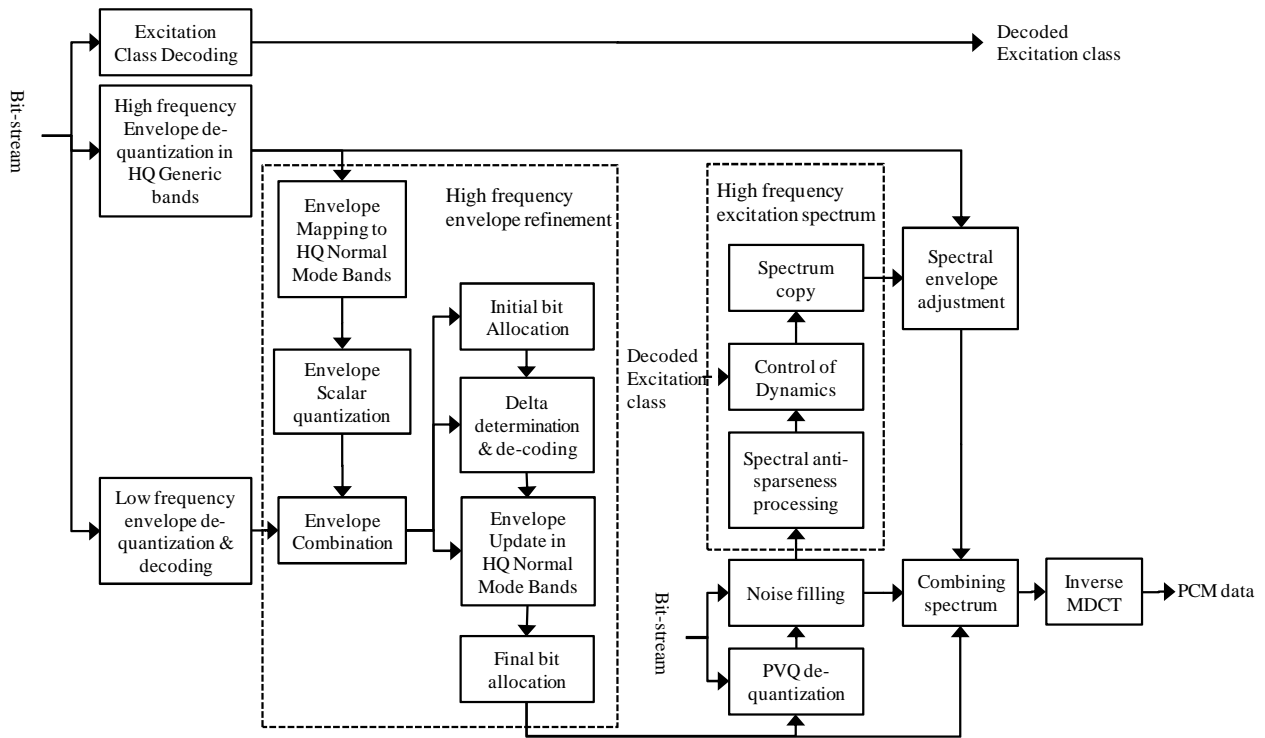 Excitation
Class Decoding
Decoded
Excitation class
Bit-stream
High frequency
Envelope de-
quantization in
HQ Generic
bands
High frequency
envelope refinement
Envelope
Mapping to
HQ Normal
Mode Bands
Envelope
Scalar
quantization
Low frequency
envelope de-
quantization &
decoding
Envelope
Combination
Initial bit
Allocation
Delta
determination
& de-coding
Envelope
Update in
HQ Normal
Mode Bands
Final bit
allocation
High frequency
excitation spectrum
Spectrum
copy
Decoded
Excitation
class
Control of
Dynamics
Spectral anti-
sparseness
processing
Spectral
envelope
adjustment
Bit-stream
Noise filling
PVQ de-
quantization
Combining
spectrum
Inverse
MDCT
PCM data